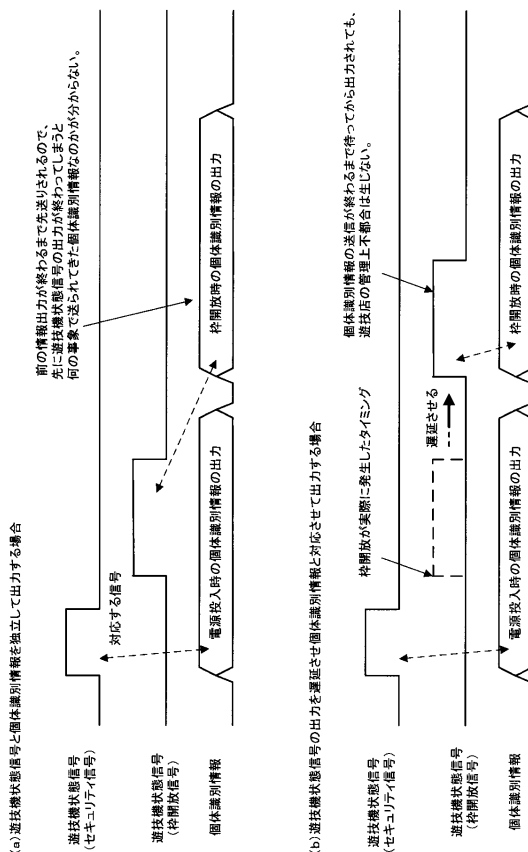 (a)遊技機状態信号と個体識別情報を独立して出力する場合
前の情報出力が終わるまで先送りされるので、
先に遊技機状態信号の出力が終わってしまうと
何の事象で送られてきた個体識別情報なのかが分からない。
遊技機状態信号
(セキュリティ信号)
対応する信号
遊技機状態信号
(枠開放信号)
個体識別情報
電源投入時の個体識別情報の出力
枠開放時の個体識別情報の出力
(b)遊技機状態信号の出力を遅延させ個体識別情報と対応させて出力する場合
個体識別情報の送信が終わるまで待ってから出力されても、
遊技店の管理上不都合は生じない。
遊技機状態信号
(セキュリティ信号)
枠開放が実際に発生したタイミング
遅延させる
遊技機状態信号
(枠開放信号)
個体識別情報
電源投入時の個体識別情報の出力
枠開放時の個体識別情報の出力